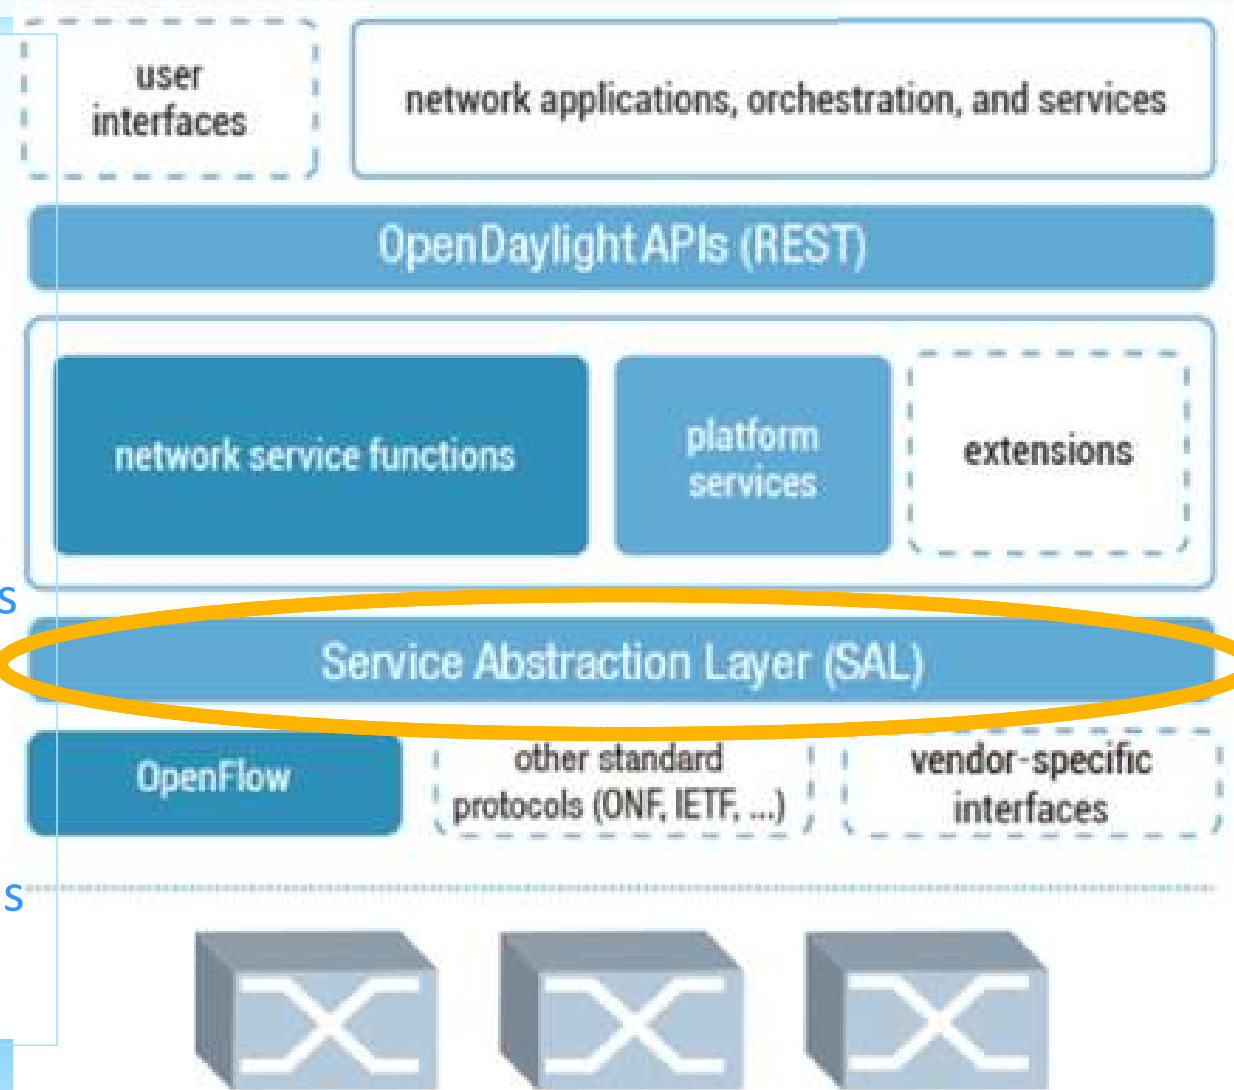 user
interfaces
network applications, orchestration, and services
OpenDaylight APIs (REST)
network service functions
platform
services
extensions
s
Service Abstraction Layer (SAL)
OpenFlow
other standard
protocols (ONF, IETF, ...)
vendor-specific
interfaces
s